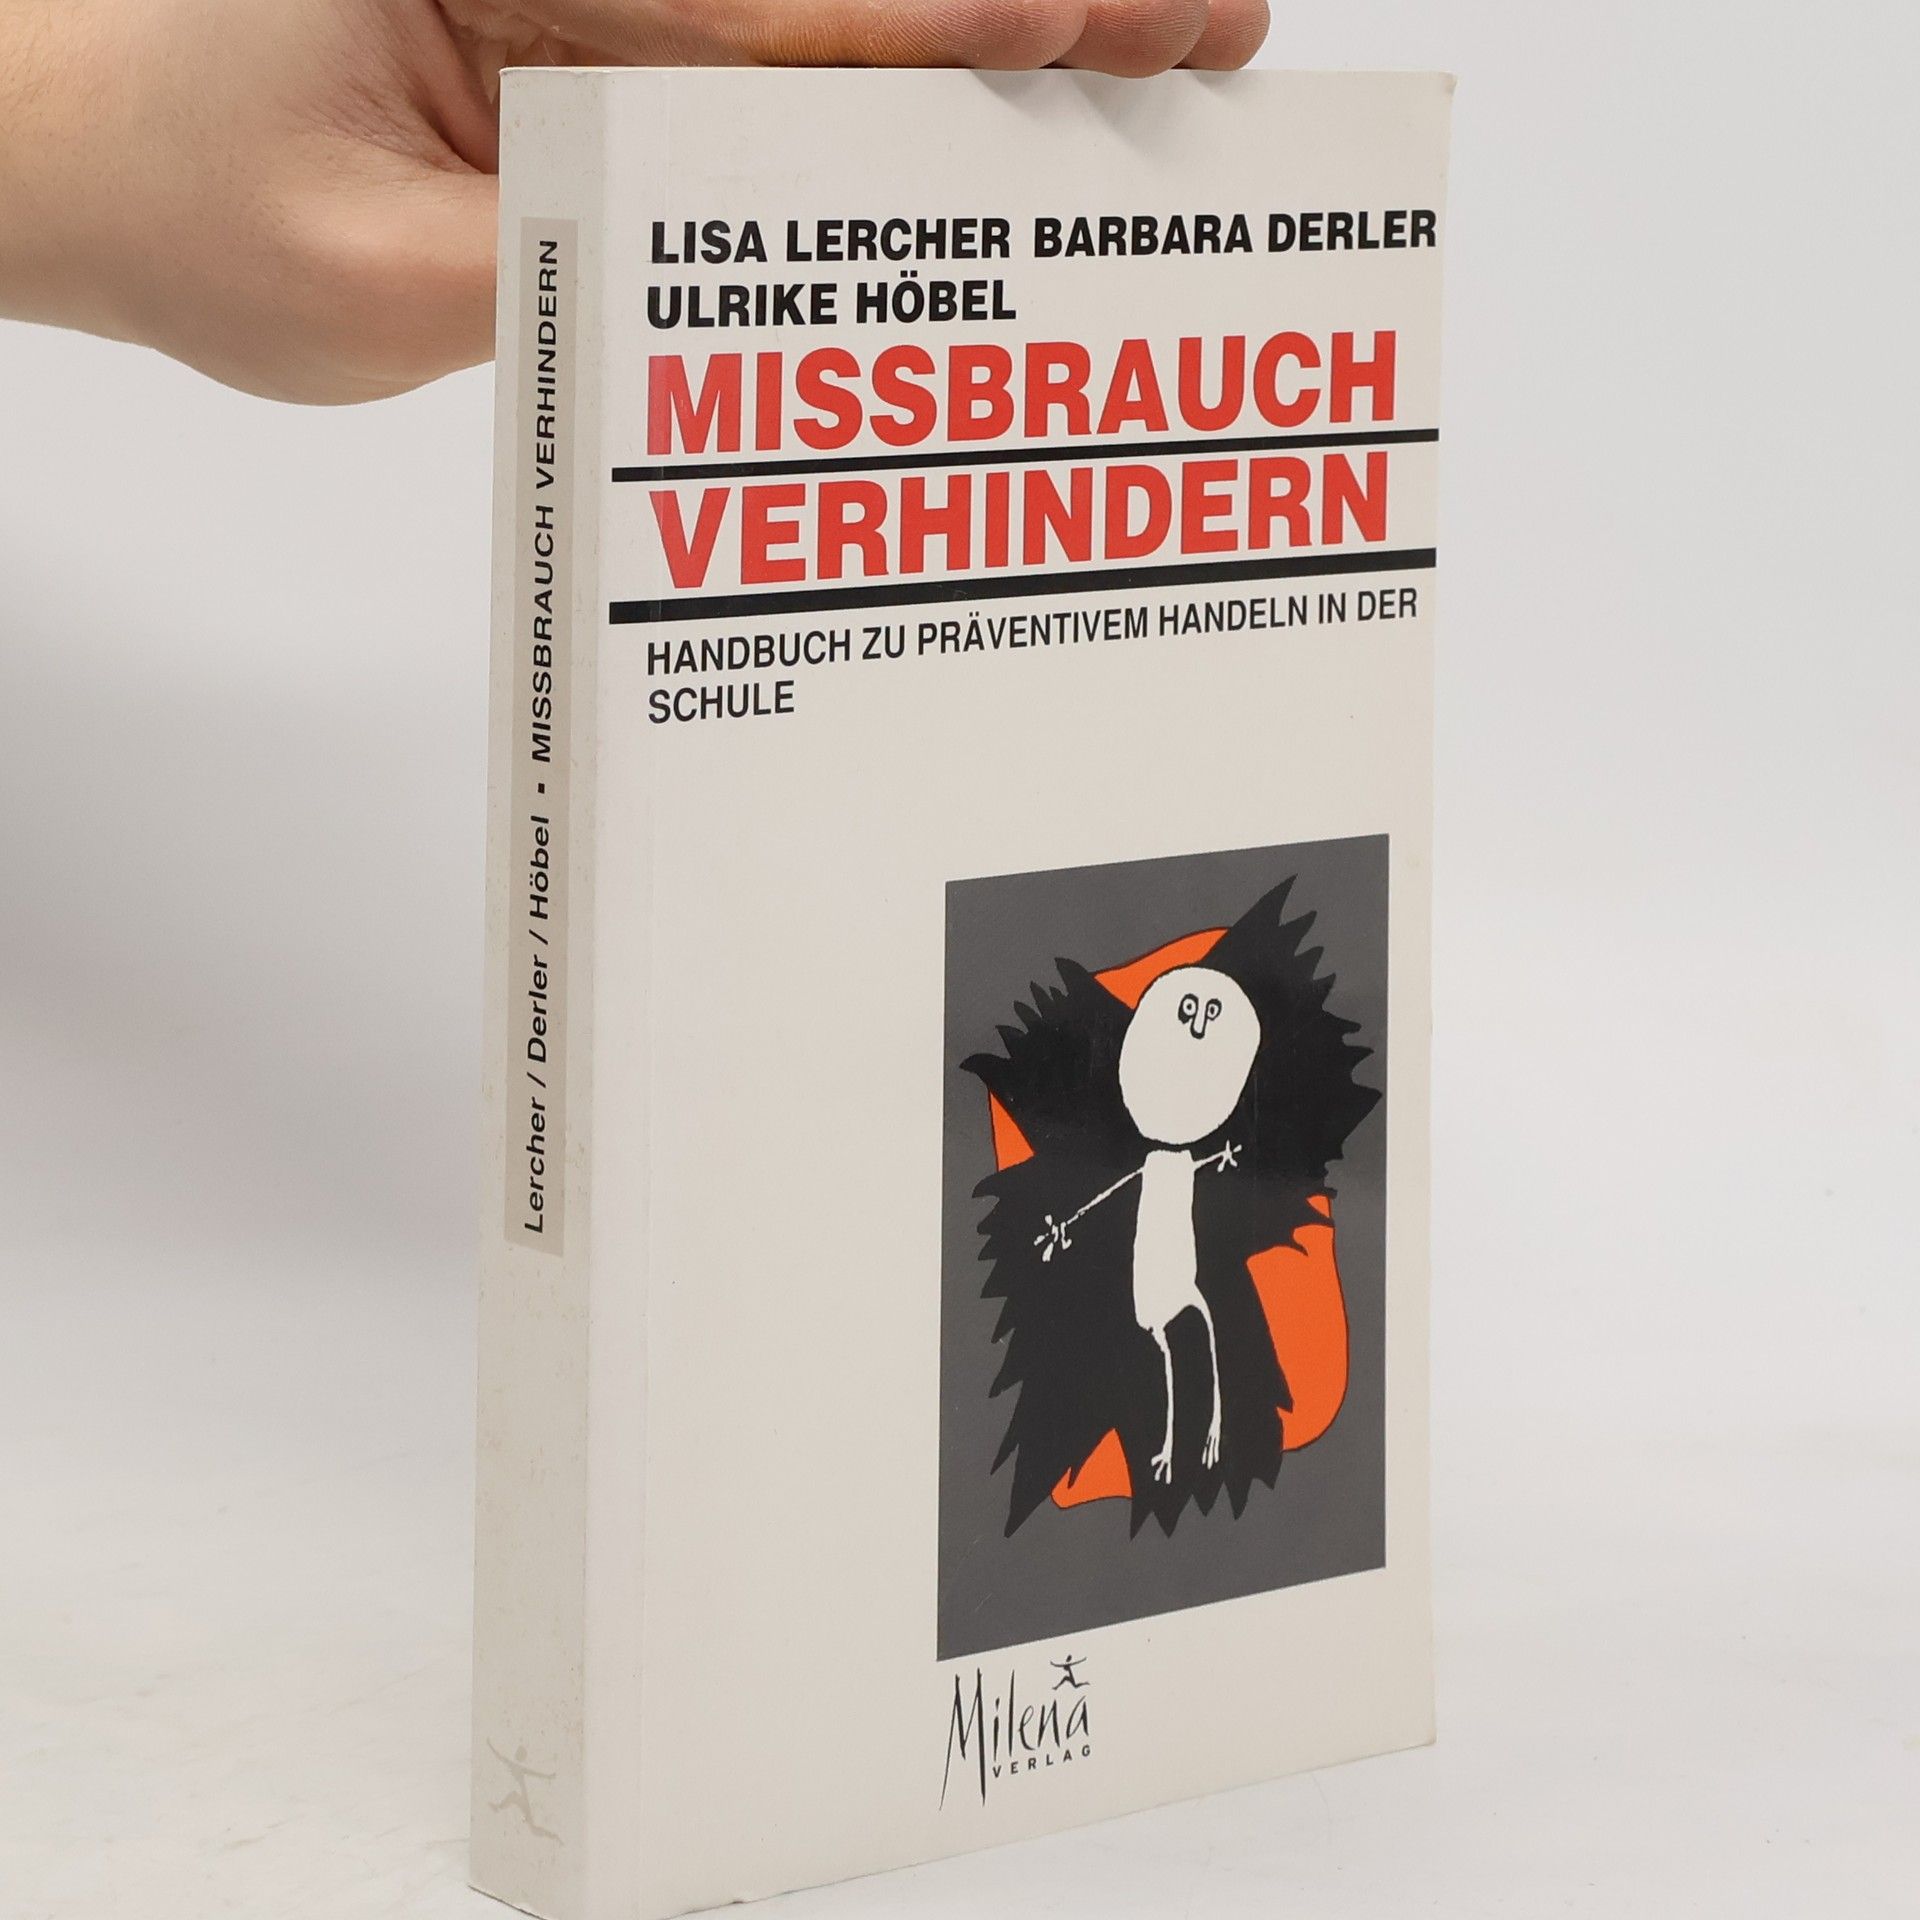 LISA LERCHER BARBARA DERLER
ULRIKE HÖBEL
MISSBRAUCH
VERHINDERN
HANDBUCH ZU PRÄVENTIVEM HANDELN IN DER
SCHULE
Milena
VERLAG
Lercher / Derler / Höbel ▪ MISSBRAUCH VERHINDERN